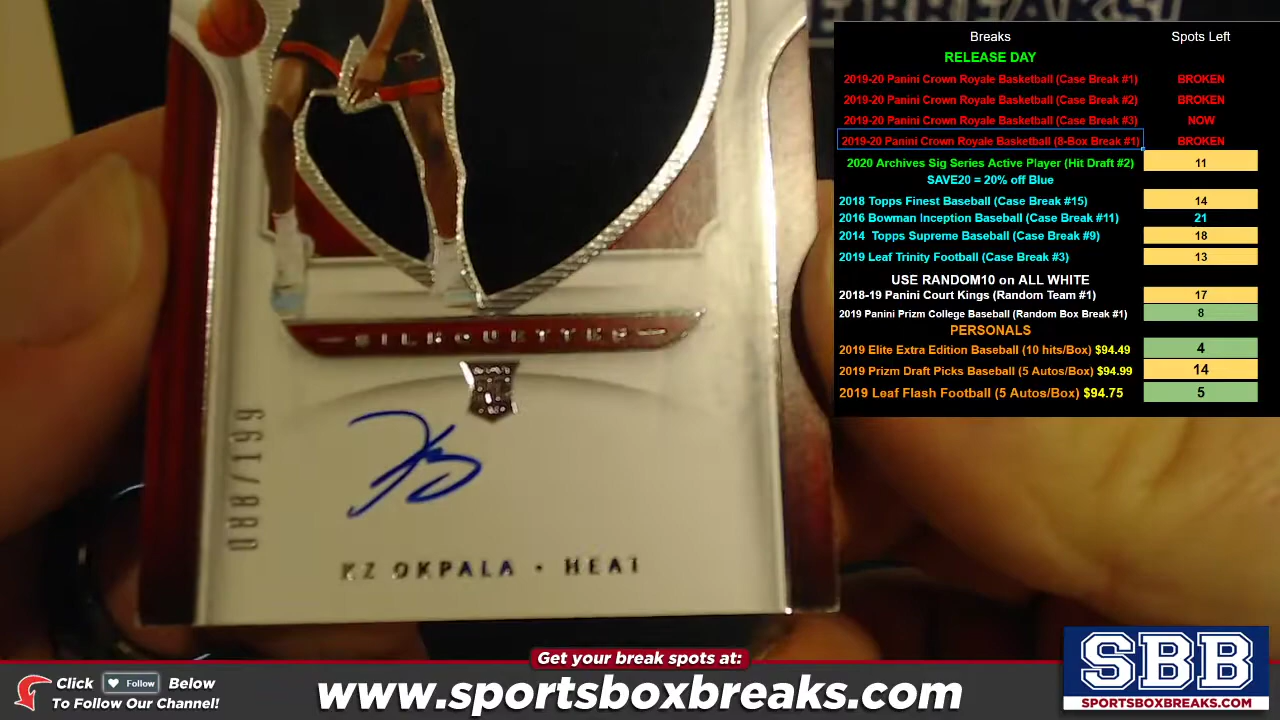 EBREAKS!
SILHOUETTES
088/199
KZ OKPALA • HEAT
Breaks Spots Left
RELEASE DAY
2019-20 Panini Crown Royale Basketball (Case Break #1) BROKEN
2019-20 Panini Crown Royale Basketball (Case Break #2) BROKEN
2019-20 Panini Crown Royale Basketball (Case Break #3) NOW
2019-20 Panini Crown Royale Basketball (8-Box Break #1) BROKEN
2020 Archives Sig Series Active Player (Hit Draft #2) 11
SAVE20 = 20% off Blue
2018 Topps Finest Baseball (Case Break #15) 14
2016 Bowman Inception Baseball (Case Break #11) 21
2014 Topps Supreme Baseball (Case Break #9) 18
2019 Leaf Trinity Football (Case Break #3) 13
USE RANDOM10 on ALL WHITE
2018-19 Panini Court Kings (Random Team #1) 17
2019 Panini Prizm College Baseball (Random Box Break #1) 8
PERSONALS
2019 Elite Extra Edition Baseball (10 hits/Box) $94.49 4
2019 Prizm Draft Picks Baseball (5 Autos/Box) $94.99 14
2019 Leaf Flash Football (5 Autos/Box) $94.75 5
Get your break spots at:
Click Follow Below
To Follow Our Channel!
www.sportsboxbreaks.com
SBB
SPORTSBOXBREAKS.COM